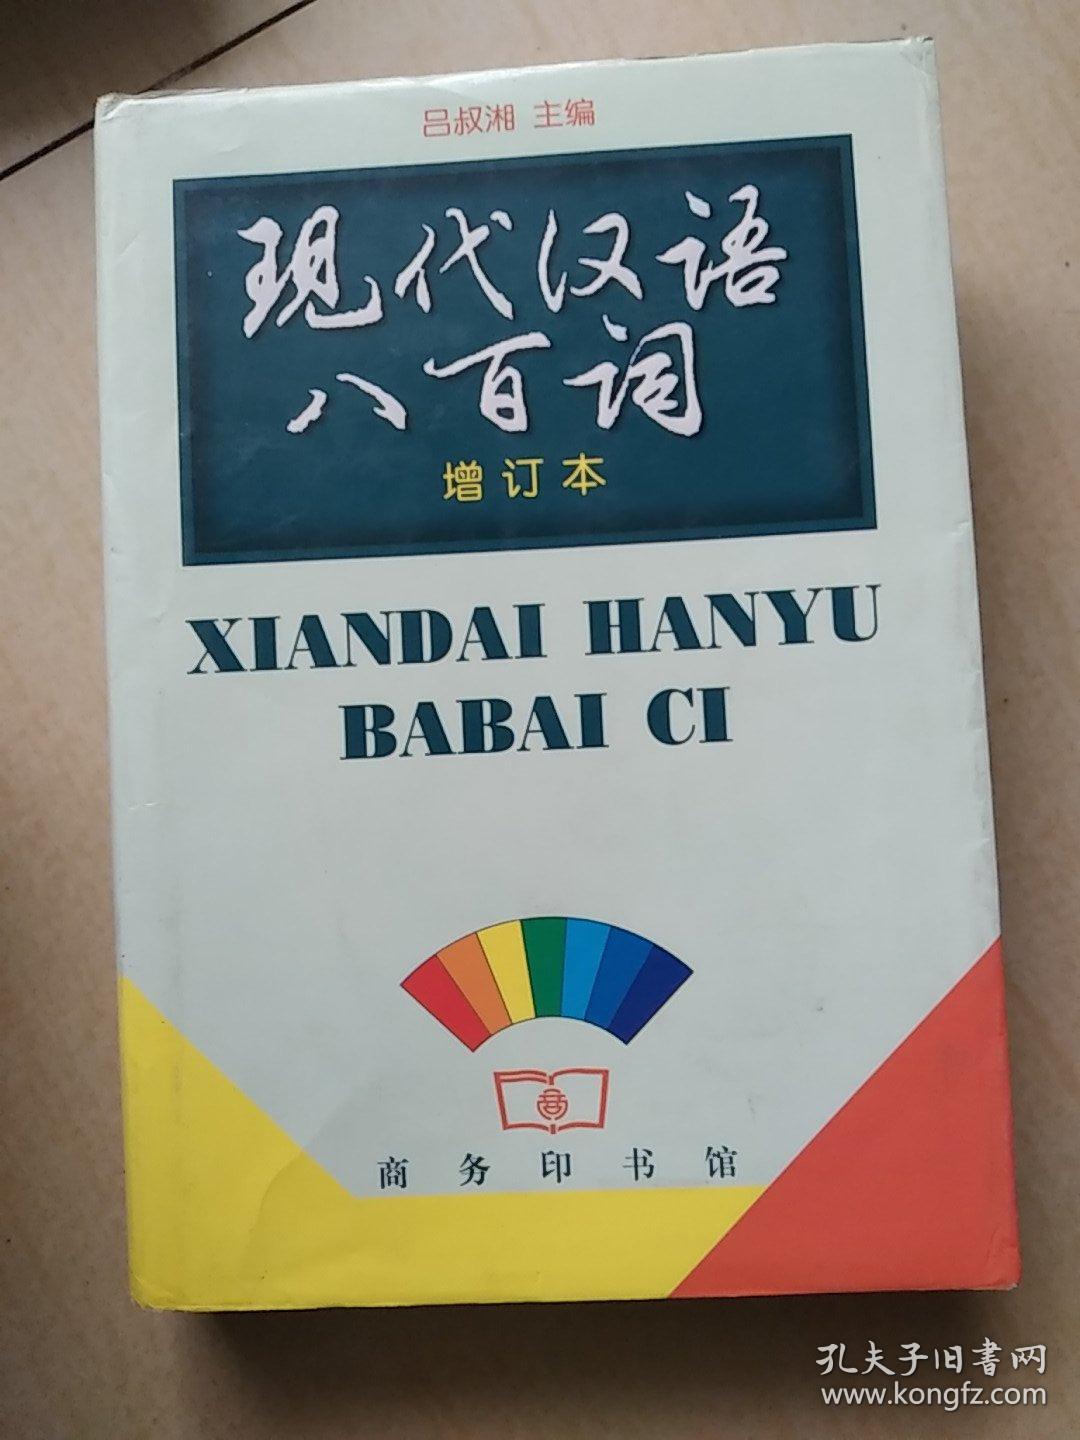 吕叔湘 主编
现代汉语
八百词
增订本
XIANDAI HANYU
BABAI CI
商务印书馆
孔夫子旧書网
www.kongfz.com